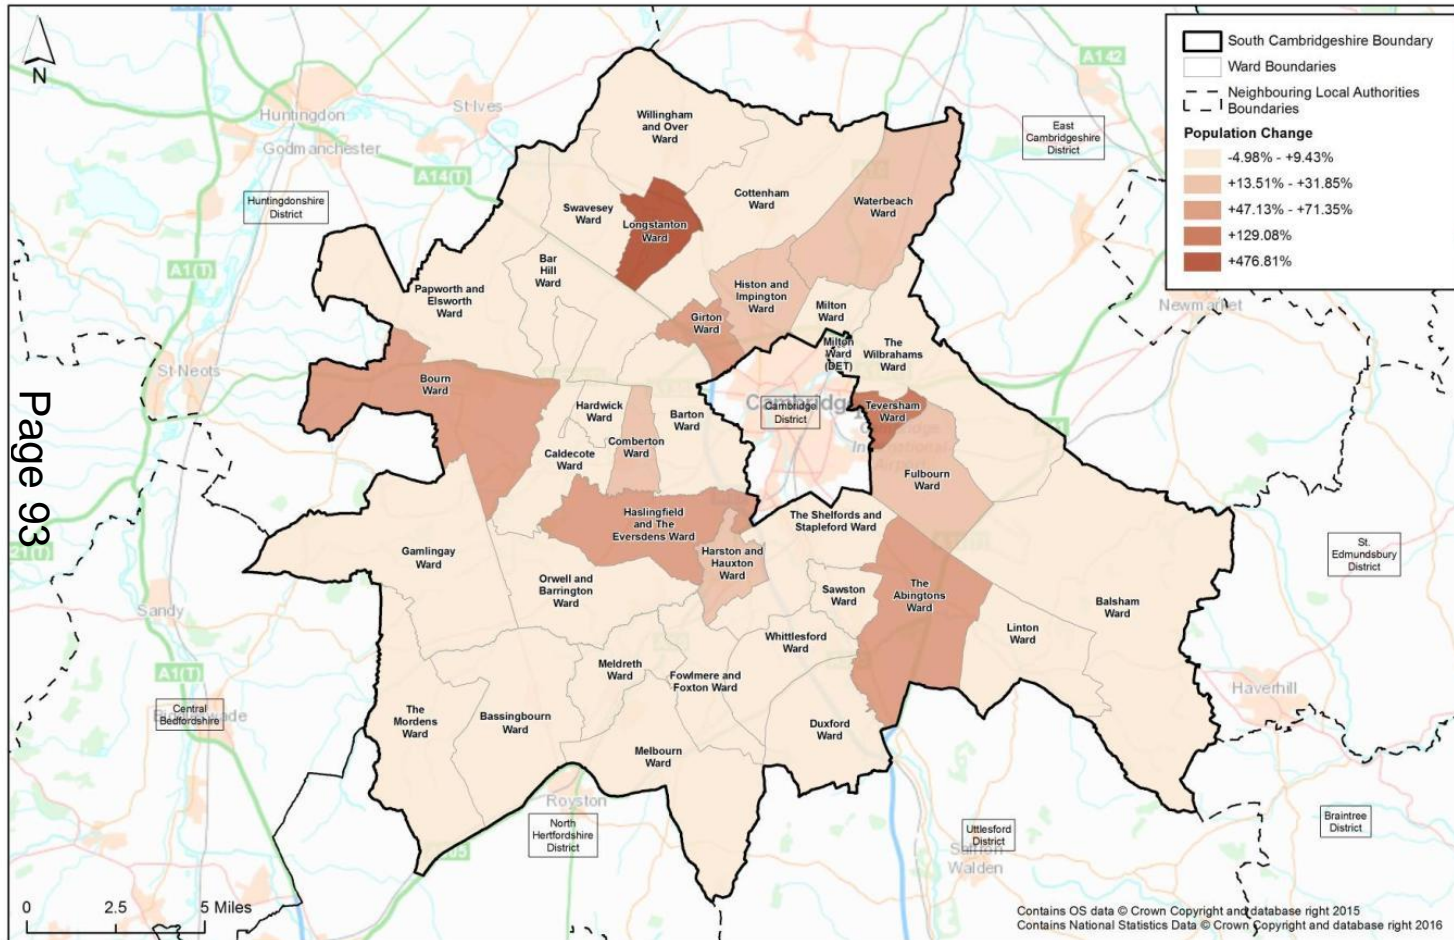 N
South Cambridgeshire Boundary
Ward Boundaries
Neighbouring Local Authorities
Boundaries
Population Change
-4.98% - +9.43%
+13.51% - +31.85%
+47.13% - +71.35%
+129.08%
+476.81%
A142
East
Cambridgeshire
District
Huntingdon
St Ives
Godmanchester
A14(T)
Huntingdonshire
District
A1(T)
St Neots
Newmarket
Willingham
and Over
Ward
Cottenham
Ward
Waterbeach
Ward
Swavesey
Ward
Longstanton
Ward
Bar
Hill
Ward
Papworth and
Elsworth
Ward
Histon and
Impington
Ward
Girton
Ward
Milton
Ward
Milton
Ward
(DET)
The
Wilbrahams
Ward
Bourn
Ward
Hardwick
Ward
Barton
Ward
Cambridge
District
Teversham
Ward
Comberton
Ward
Caldecote
Ward
Fulbourn
Ward
Page 93
Haslingfield
and The
Eversdens Ward
The Shelfords and
Stapleford Ward
Gamlingay
Ward
Harston and
Hauxton
Ward
St.
Edmundsbury
District
Orwell and
Barrington
Ward
Sawston
Ward
The
Abingtons
Ward
Balsham
Ward
Sandy
Linton
Ward
Whittlesford
Ward
Meldreth
Ward
Fowlmere and
Foxton Ward
A1(T)
Haverhill
Central
Bedfordshire
The
Mordens
Ward
Bassingbourn
Ward
Duxford
Ward
Melbourn
Ward
Royston
North
Hertfordshire
District
Uttlesford
District
Walden
Braintree
District
0 2.5 5 Miles
Contains OS data © Crown Copyright and database right 2015
Contains National Statistics Data © Crown Copyright and database right 2016